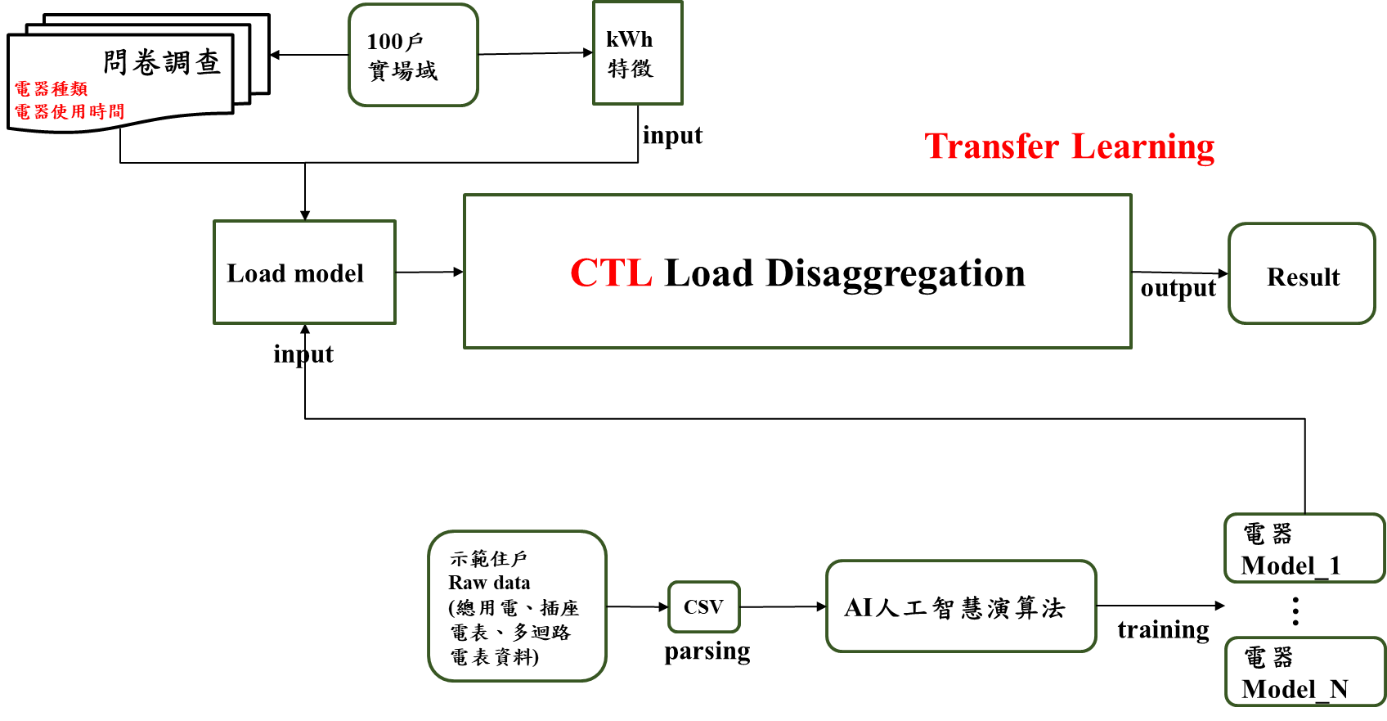 問卷調查
電器種類
電器使用時間
100戶
實場域
kWh
特徵
input
Transfer Learning
Load model
CTL Load Disaggregation
output
Result
input
示範住戶
Raw data
(總用電、插座
電表、多迴路
電表資料)
CSV
parsing
AI人工智慧演算法
training
電器
Model_1
⋮
電器
Model_N